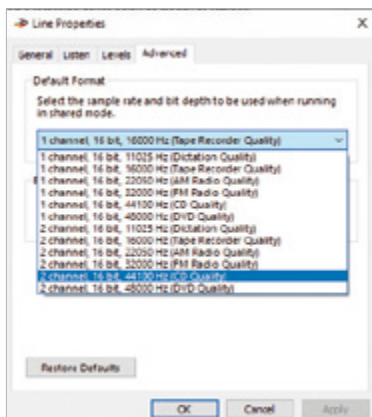 Line Properties
General Listen Levels Advanced
Default Format
Select the sample rate and bit depth to be used when running
in shared mode.
1 channel, 16 bit, 16000 Hz (Tape Recorder Quality)
1 channel, 16 bit, 11025 Hz (Dictation Quality)
1 channel, 16 bit, 16000 Hz (Tape Recorder Quality)
1 channel, 16 bit, 22050 Hz (AM Radio Quality)
1 channel, 16 bit, 32000 Hz (FM Radio Quality)
1 channel, 16 bit, 44100 Hz (CD Quality)
1 channel, 16 bit, 48000 Hz (DVD Quality)
2 channel, 16 bit, 11025 Hz (Dictation Quality)
2 channel, 16 bit, 16000 Hz (Tape Recorder Quality)
2 channel, 16 bit, 22050 Hz (AM Radio Quality)
2 channel, 16 bit, 32000 Hz (FM Radio Quality)
2 channel, 16 bit, 44100 Hz (CD Quality)
2 channel, 16 bit, 48000 Hz (DVD Quality)
Restore Defaults
OK Cancel Apply